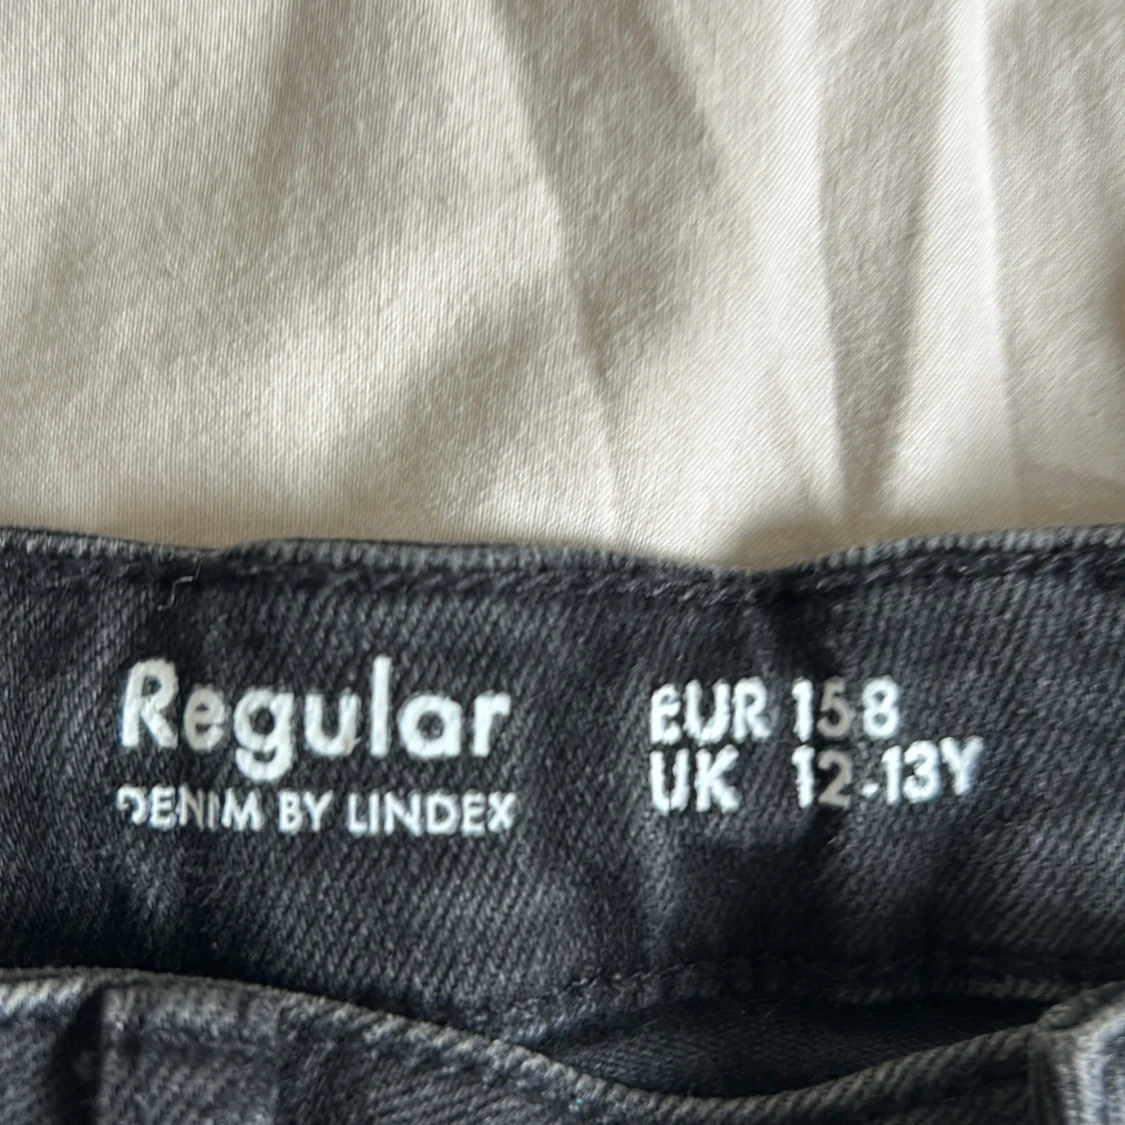 Regular
DENIM BY LINDEX
EUR 158
UK 12-13Y